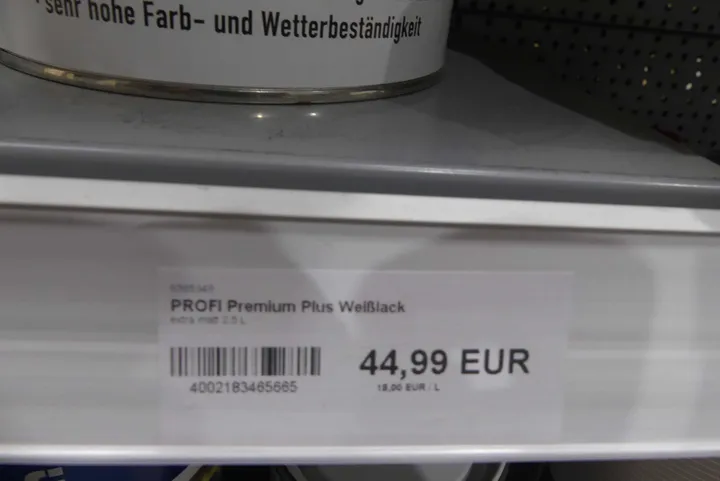 sehr hohe Farb- und Wetterbeständigkeit
PROFI Premium Plus Weißlack
extra matt 2,5 L
4002183465665
44,99 EUR
18,00 EUR / L